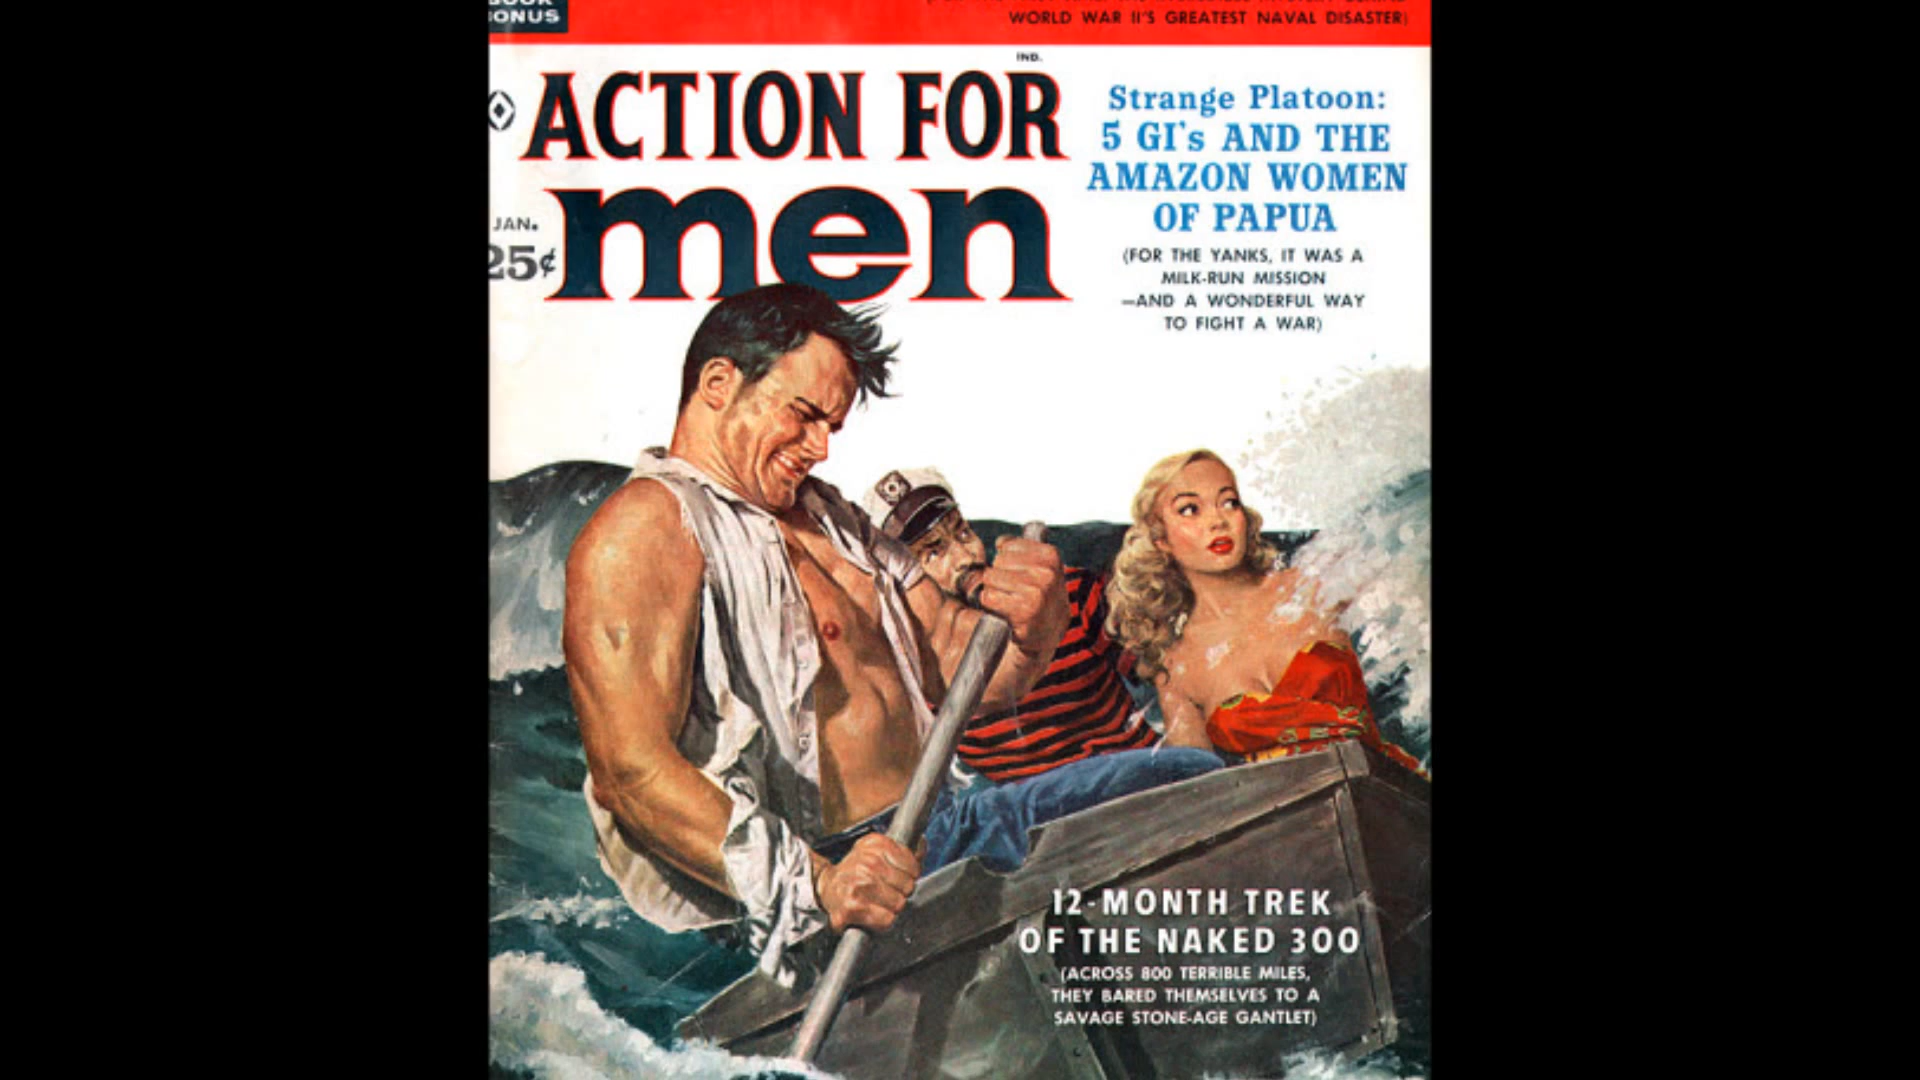 BOOK
BONUS
WORLD WAR II'S GREATEST NAVAL DISASTER)
IND.
ACTION FOR
men
JAN.
25¢
Strange Platoon:
5 GI's AND THE
AMAZON WOMEN
OF PAPUA
(FOR THE YANKS, IT WAS A
MILK-RUN MISSION
—AND A WONDERFUL WAY
TO FIGHT A WAR)
12-MONTH TREK
OF THE NAKED 300
(ACROSS 800 TERRIBLE MILES,
THEY BARED THEMSELVES TO A
SAVAGE STONE-AGE GANTLET)